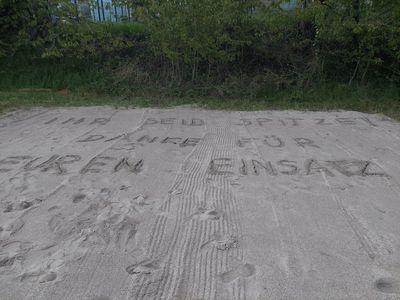 IHR SEID SPITZE
DANKE FÜR
EUREN EINSATZ